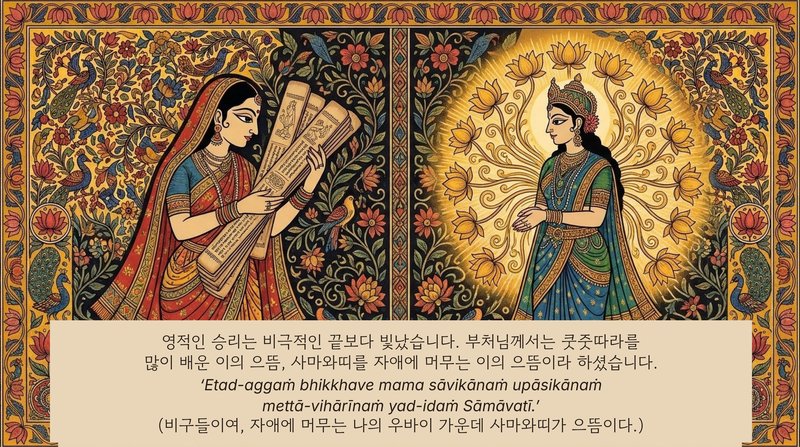 영적인 승리는 비극적인 끝보다 빛났습니다. 부처님께서는 쿳줏따라를
많이 배운 이의 으뜸, 사마와띠를 자애에 머무는 이의 으뜸이라 하셨습니다.
‘Etad-aggaṁ bhikkhave mama sāvikānaṁ upāsikānaṁ
mettā-vihārīnaṁ yad-idaṁ Sāmāvatī.’
(비구들이여, 자애에 머무는 나의 우바이 가운데 사마와띠가 으뜸이다.)